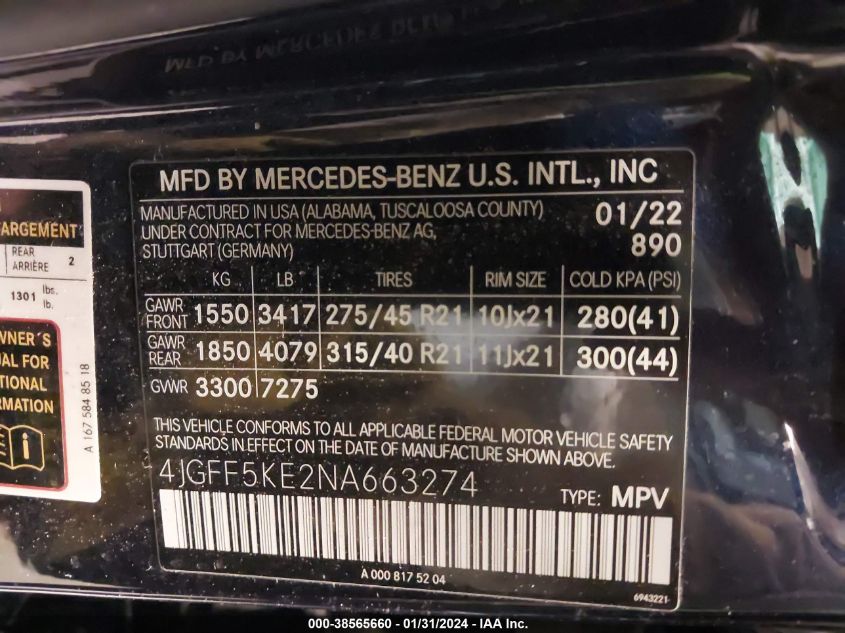 MFD BY MERCEDES-BENZ U.S. INTL., INC
MANUFACTURED IN USA (ALABAMA, TUSCALOOSA COUNTY)
UNDER CONTRACT FOR MERCEDES-BENZ AG,
STUTTGART (GERMANY)
01/22
890
KG LB TIRES RIM SIZE COLD KPA (PSI)
GAWR FRONT 1550 3417 275/45 R21 10Jx21 280(41)
GAWR REAR 1850 4079 315/40 R21 11Jx21 300(44)
GVWR 3300 7275
THIS VEHICLE CONFORMS TO ALL APPLICABLE FEDERAL MOTOR VEHICLE SAFETY
STANDARDS IN EFFECT ON THE DATE OF MANUFACTURE SHOWN ABOVE.
4JGFF5KE2NA663274
TYPE: MPV
A 000 817 52 04
6943221
ARGEMENT
REAR
ARRIÈRE 2
1301 lbs.
lb.
OWNER'S
UAL FOR
ITIONAL
ORMATION
A 167 584 85 18
000-38565660 - 01/31/2024 - IAA Inc.